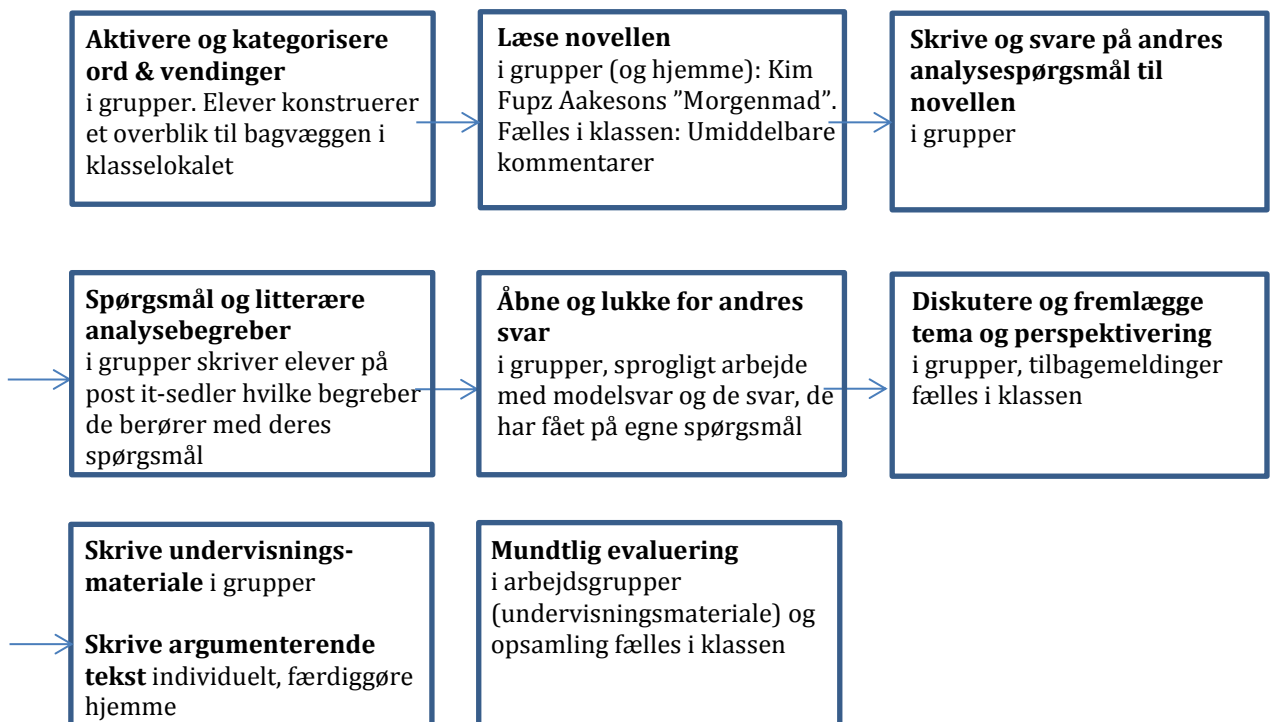 Aktivere og kategorisere
ord & vendinger
i grupper. Elever konstruerer
et overblik til bagvæggen i
klasselokalet
Læse novellen
i grupper (og hjemme): Kim
Fupz Aakesons ”Morgenmad”.
Fælles i klassen: Umiddelbare
kommentarer
Skrive og svare på andres
analysespørgsmål til
novellen
i grupper
Spørgsmål og litterære
analysebegreber
i grupper skriver elever på
post it-sedler hvilke begreber
de berører med deres
spørgsmål
Åbne og lukke for andres
svar
i grupper, sprogligt arbejde
med modelsvar og de svar, de
har fået på egne spørgsmål
Diskutere og fremlægge
tema og perspektivering
i grupper, tilbagemeldinger
fælles i klassen
Skrive undervisnings-
materiale i grupper
Skrive argumenterende
tekst individuelt, færdiggøre
hjemme
Mundtlig evaluering
i arbejdsgrupper
(undervisningsmateriale) og
opsamling fælles i klassen